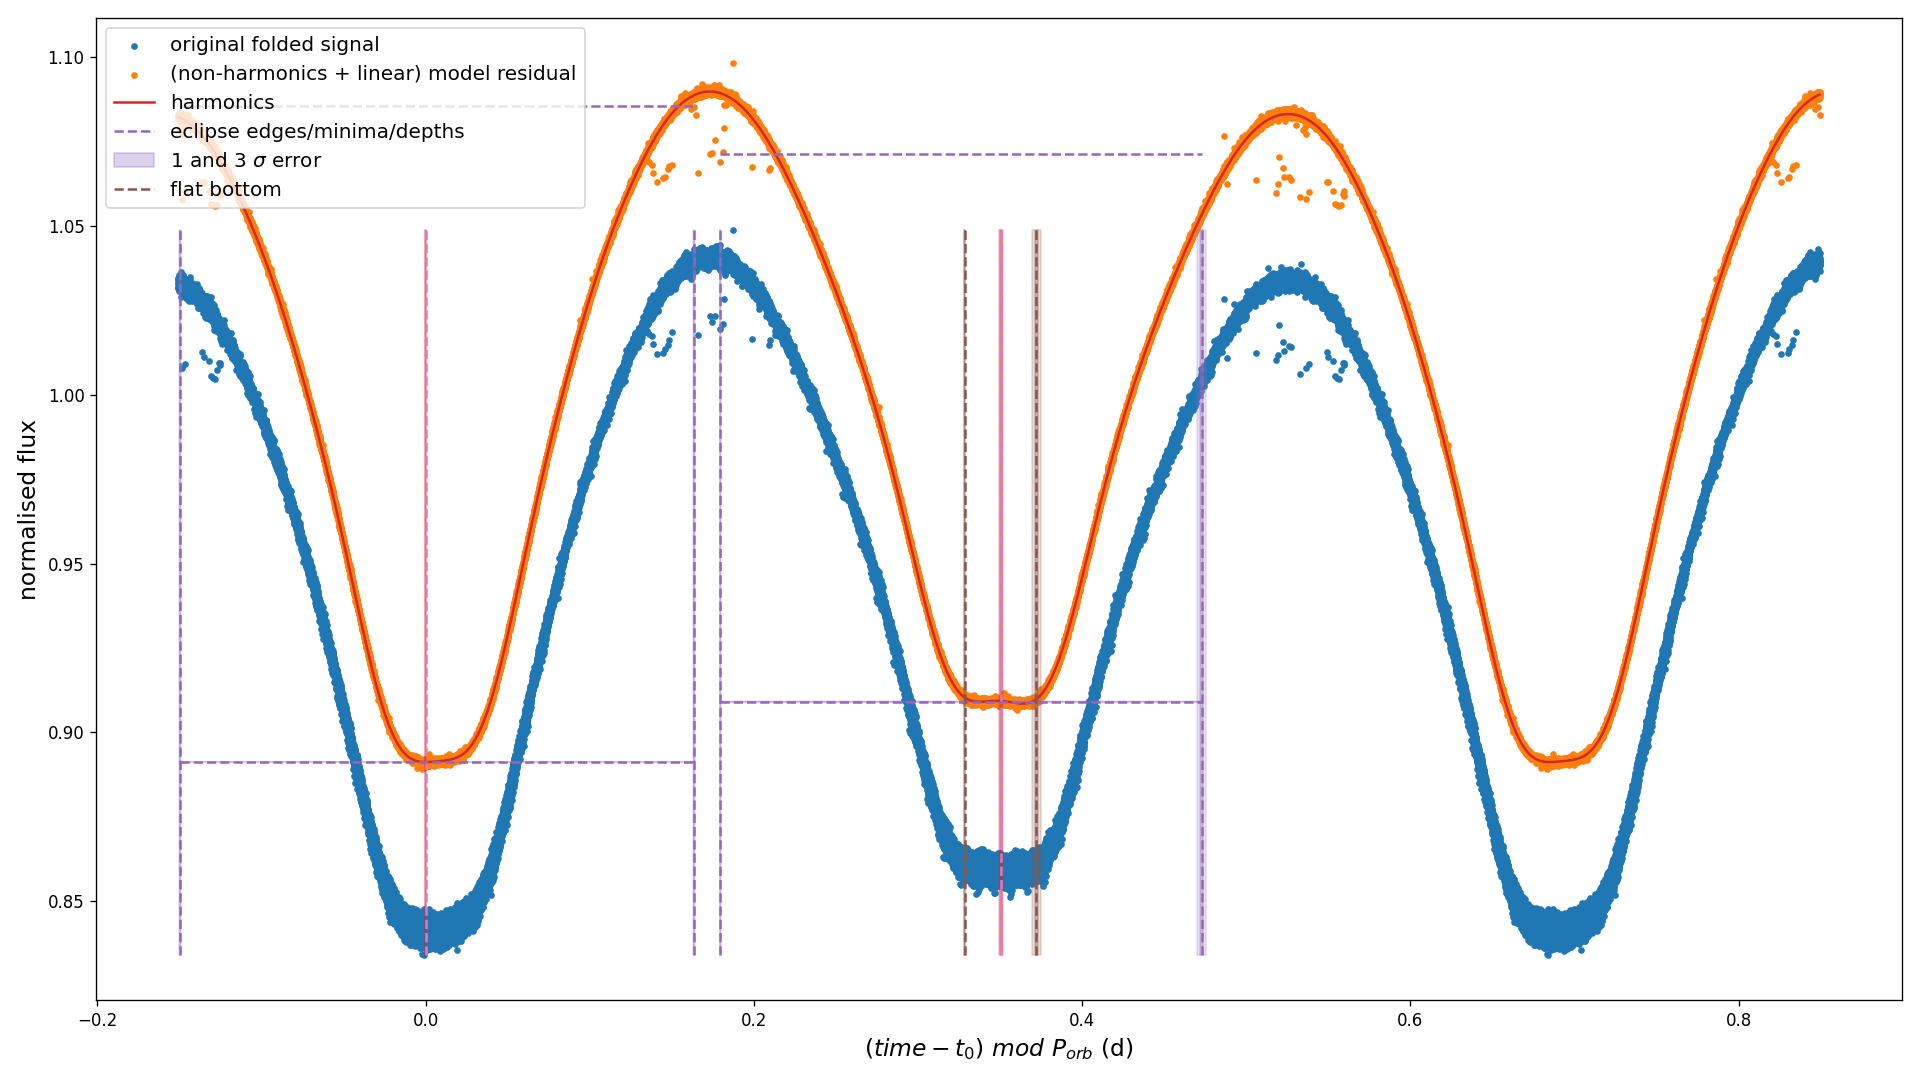 original folded signal
(non-harmonics + linear) model residual
harmonics
eclipse edges/minima/depths
1 and 3 σ error
flat bottom
normalised flux
1.10
1.05
1.00
0.95
0.90
0.85
−0.2 0.0 0.2 0.4 0.6 0.8
(time − t₀) mod P_orb (d)